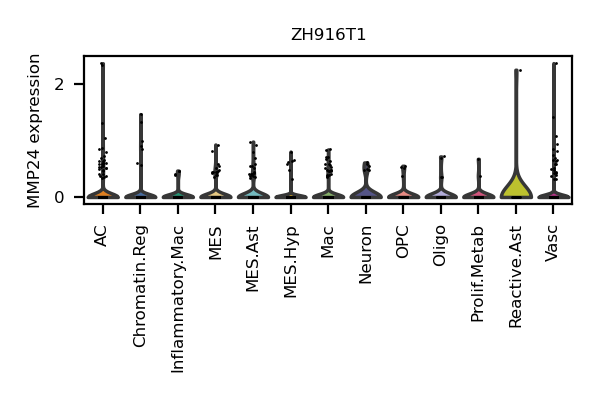 ZH916T1
MMP24 expression
2
0
AC
Chromatin.Reg
Inflammatory.Mac
MES
MES.Ast
MES.Hyp
Mac
Neuron
OPC
Oligo
Prolif.Metab
Reactive.Ast
Vasc